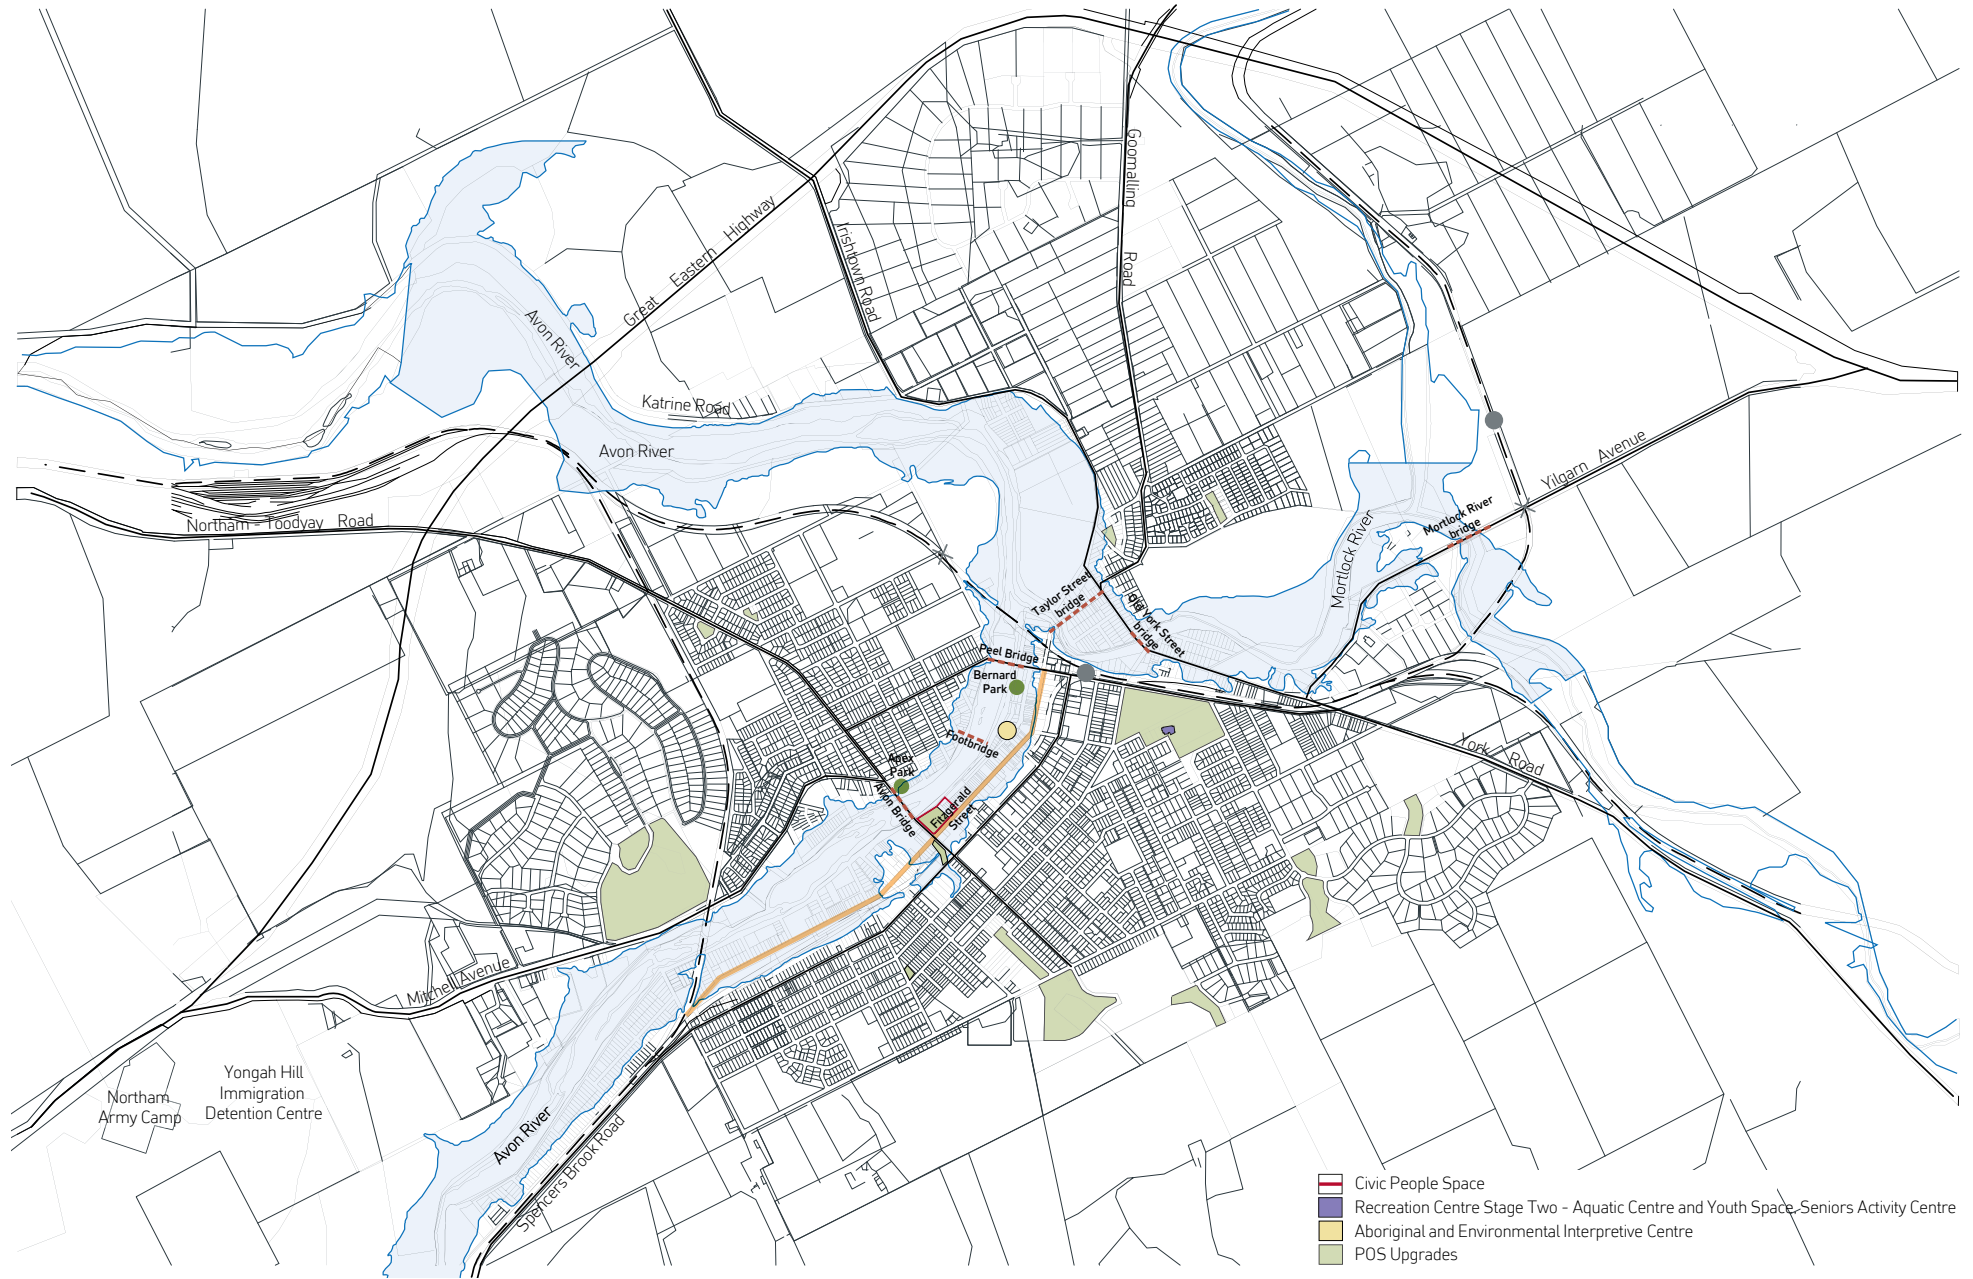 Goomalling Road
Great Eastern Highway
Irishtown Road
Avon River
Katrine Road
Avon River
Northam - Toodyay Road
Yilgarn Avenue
Mortlock River
bridge
Mortlock River
Taylor Street
bridge
Old York Street
bridge
Peel Bridge
Bernard
Park
Footbridge
Apex
Park
Avon Bridge
Fitzgerald
Street
York Road
Mitchell Avenue
Yongah Hill
Immigration
Detention Centre
Northam
Army Camp
Avon River
Spencers Brook Road
Civic People Space
Recreation Centre Stage Two - Aquatic Centre and Youth Space, Seniors Activity Centre
Aboriginal and Environmental Interpretive Centre
POS Upgrades